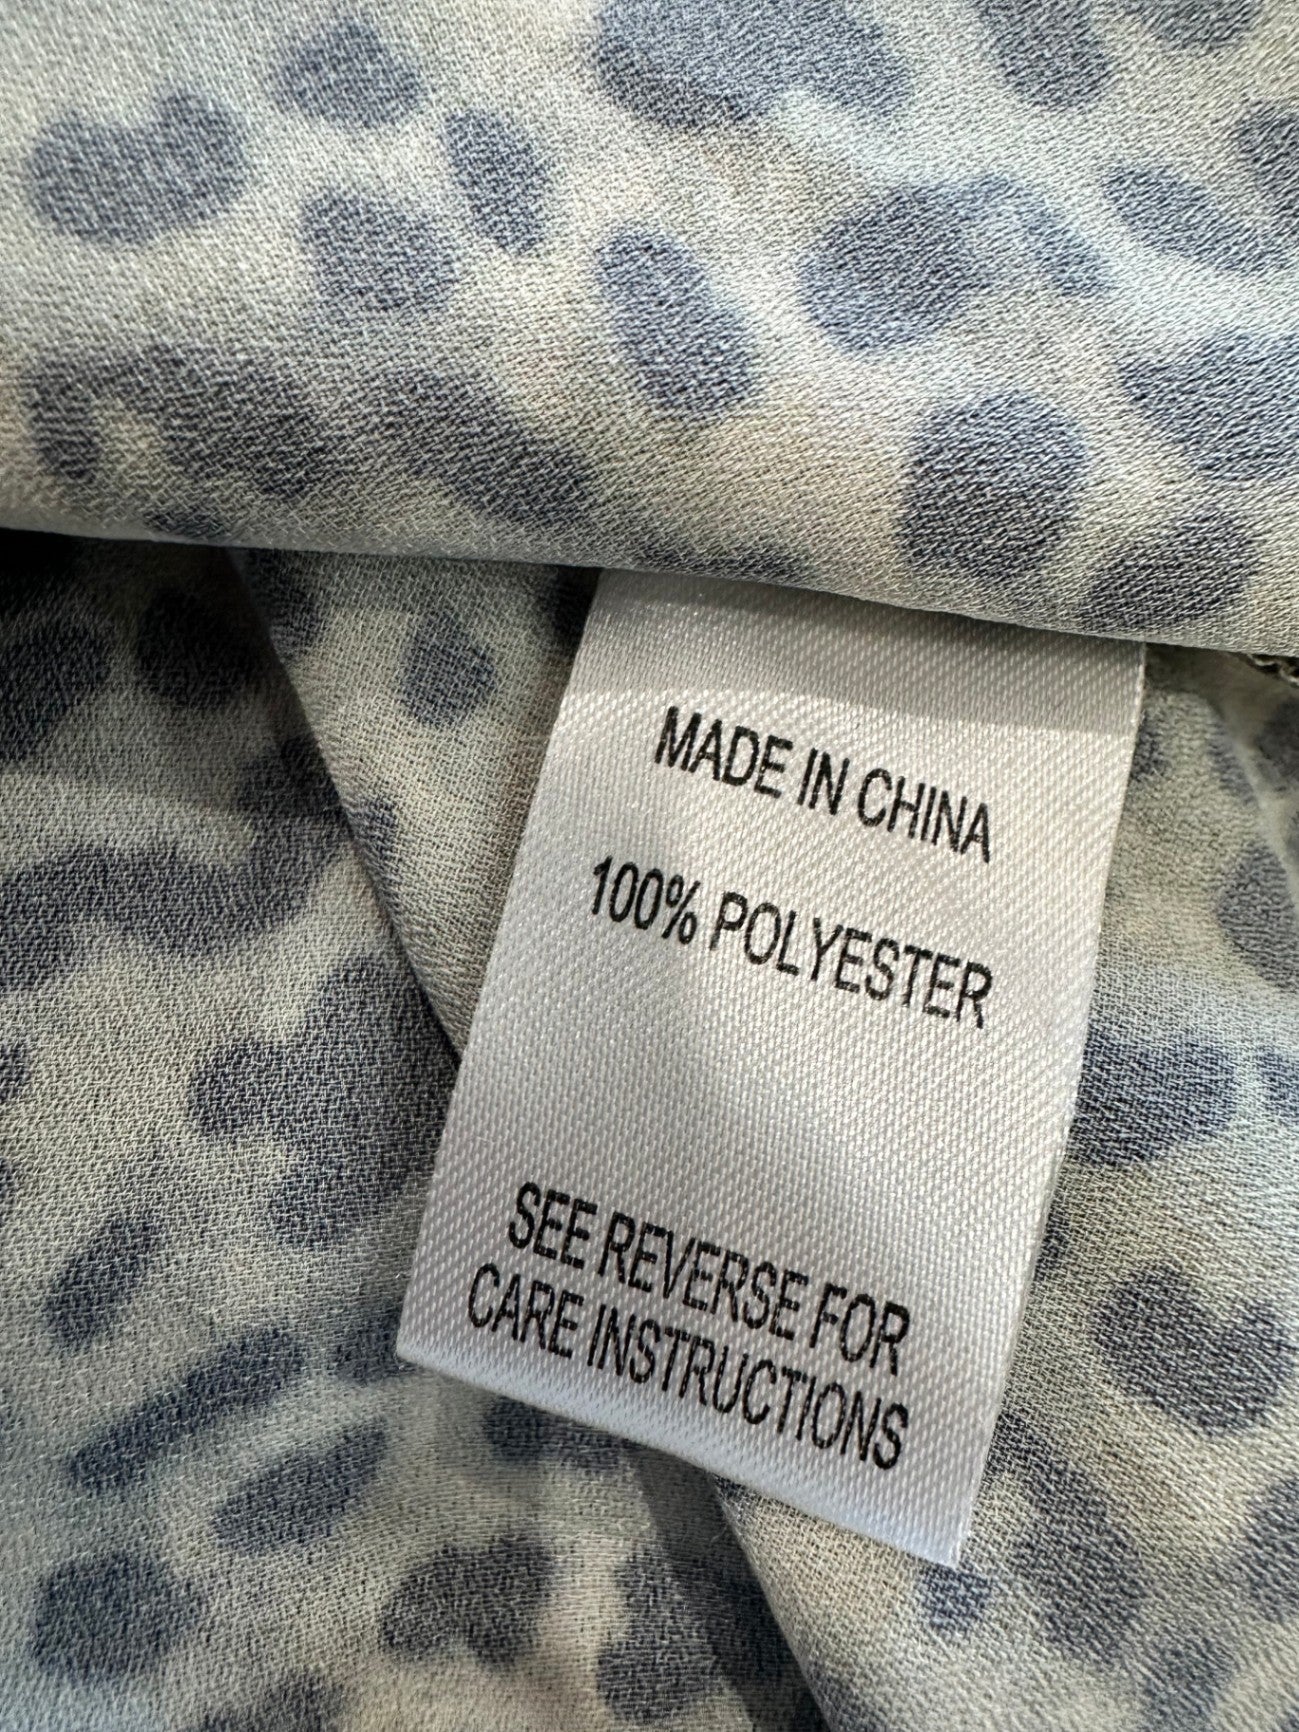 MADE IN CHINA
100% POLYESTER
SEE REVERSE FOR
CARE INSTRUCTIONS